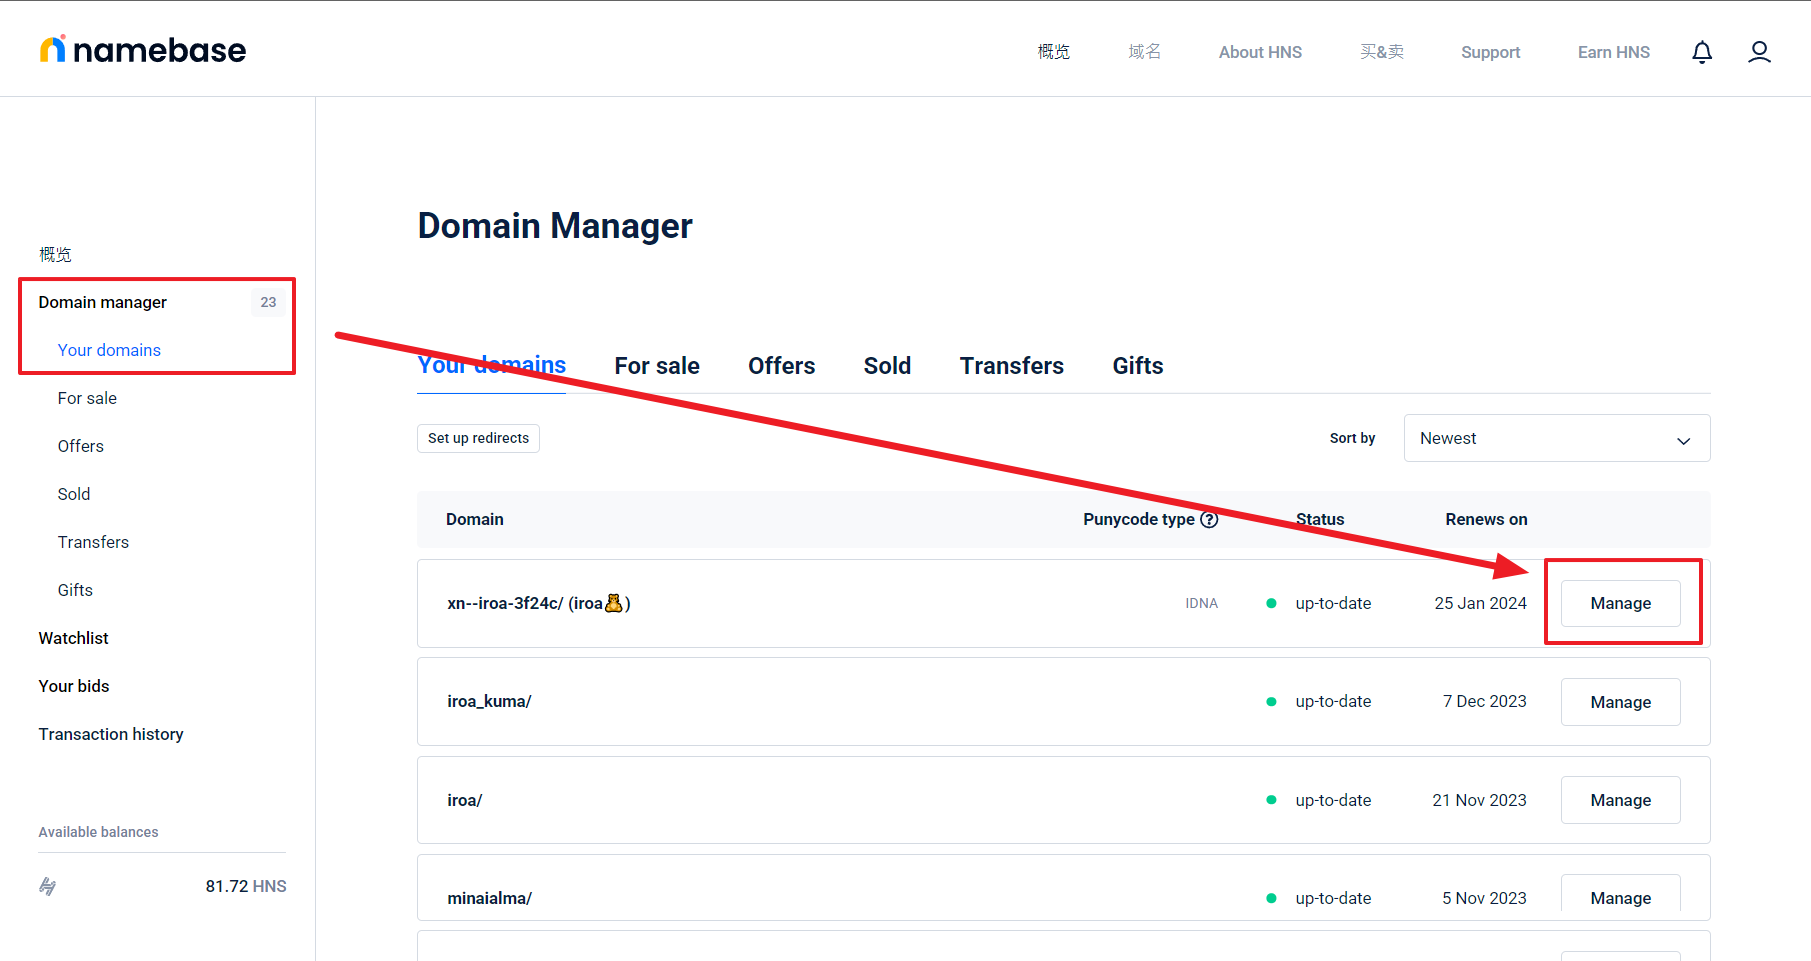 namebase
概览
域名
About HNS
买&卖
Support
Earn HNS
概览
Domain manager 23
Your domains
For sale
Offers
Sold
Transfers
Gifts
Watchlist
Your bids
Transaction history
Available balances
81.72 HNS
Domain Manager
Your domains
For sale
Offers
Sold
Transfers
Gifts
Set up redirects
Sort by
Newest
Domain
Punycode type ?
Status
Renews on
xn--iroa-3f24c/ (iroa🧸)
IDNA
up-to-date
25 Jan 2024
Manage
iroa_kuma/
up-to-date
7 Dec 2023
Manage
iroa/
up-to-date
21 Nov 2023
Manage
minaialma/
up-to-date
5 Nov 2023
Manage